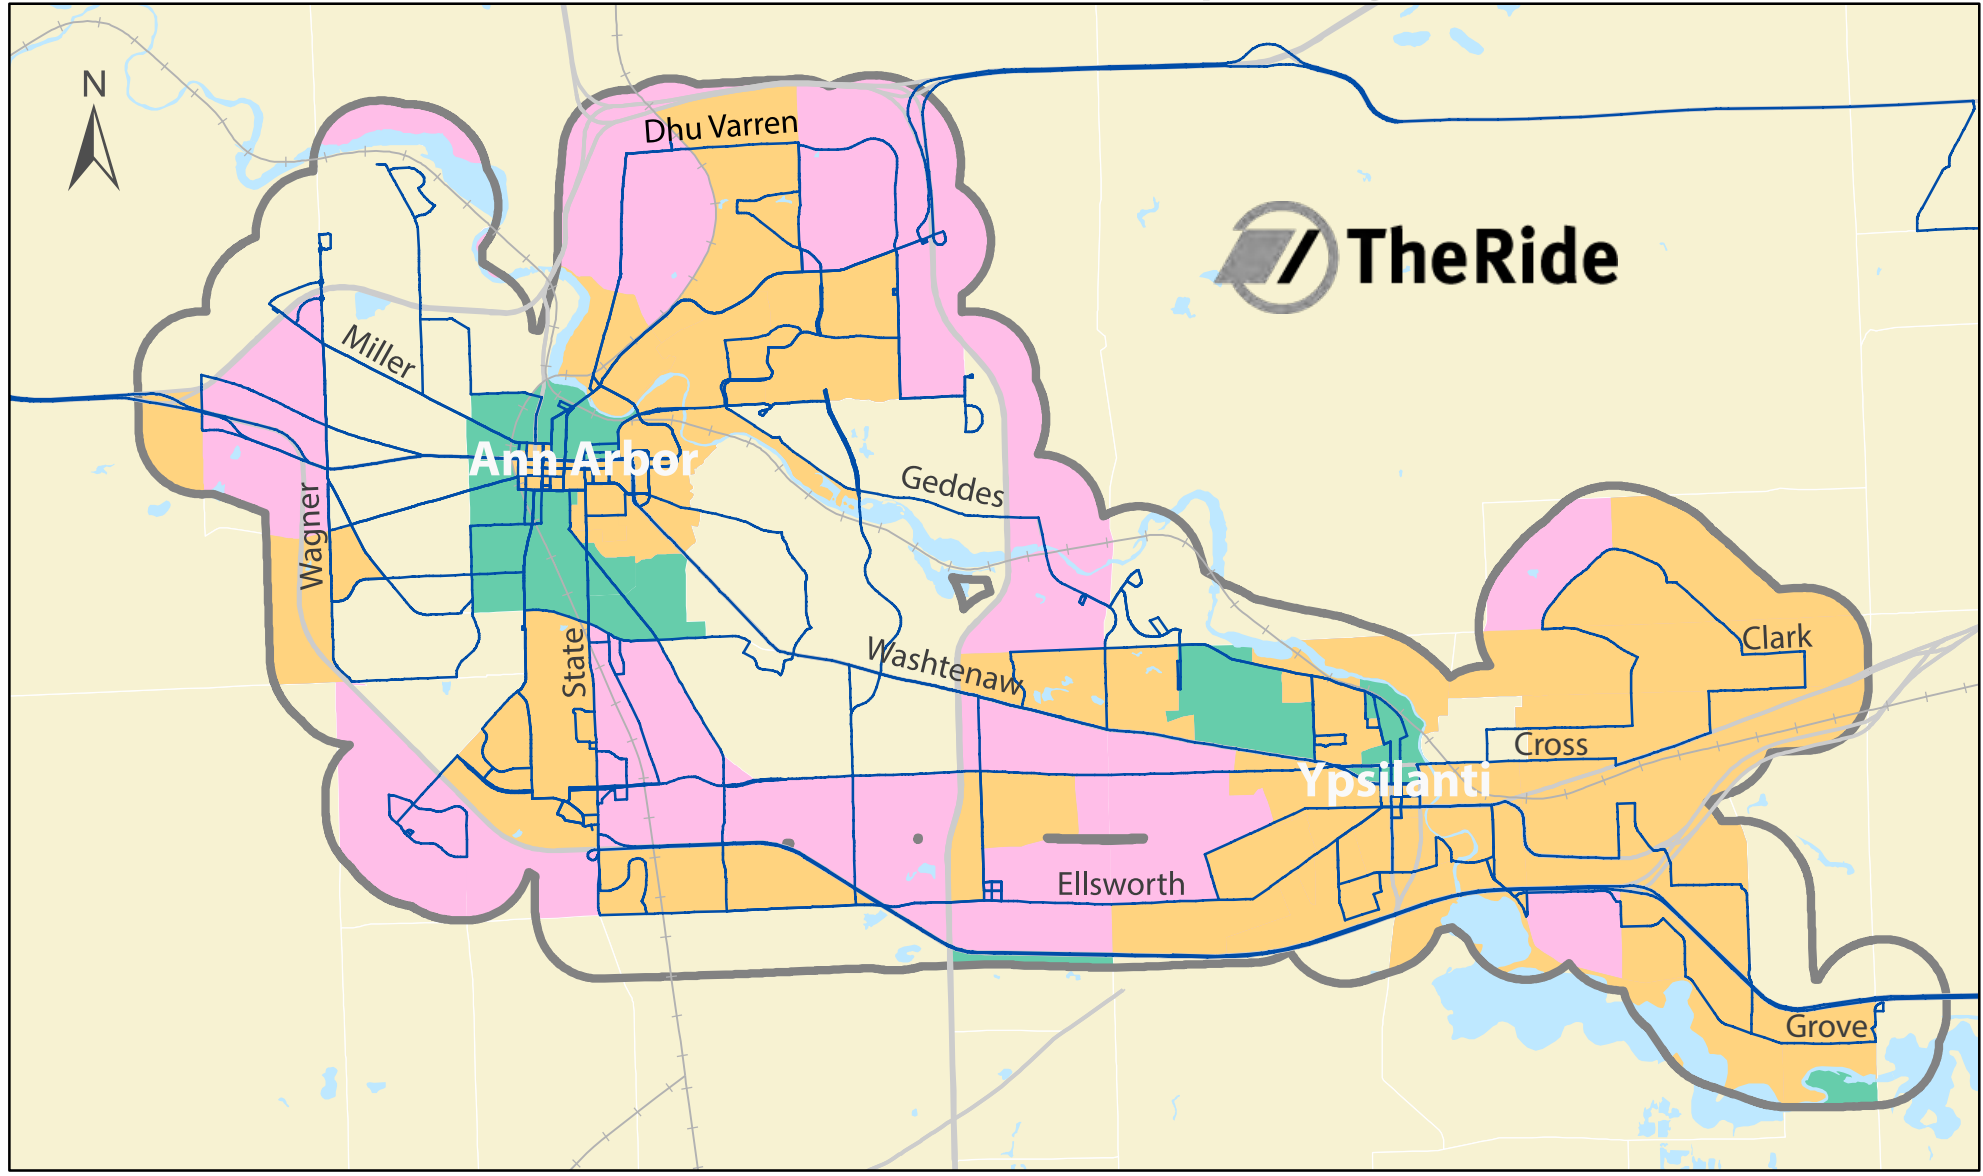 N
Dhu Varren
TheRide
Miller
Ann Arbor
Geddes
Wagner
State
Washtenaw
Clark
Cross
Ypsilanti
Ellsworth
Grove